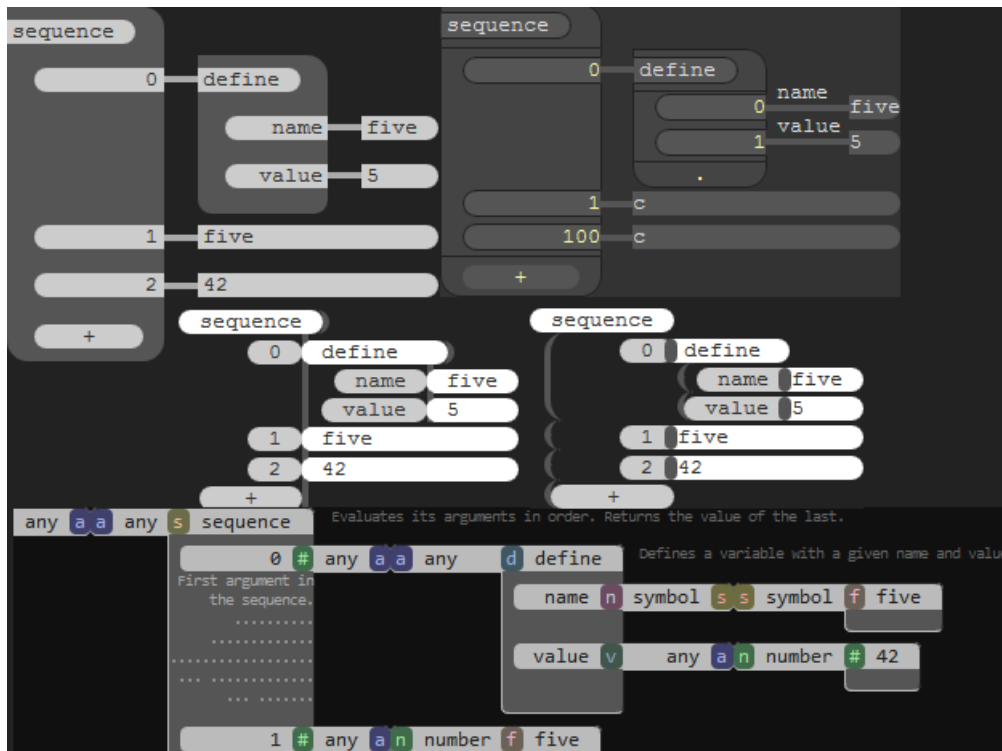 sequence
0 define
name five
value 5
1 five
2 42
+
sequence
0 define
name
0 five
value
1 5
.
1 c
100 c
+
sequence
0 define
name five
value 5
1 five
2 42
+
sequence
0 define
name five
value 5
1 five
2 42
+
any a a any s sequence Evaluates its arguments in order. Returns the value of the last.
0 # any a a any d define Defines a variable with a given name and valu
First argument in
the sequence.
name n symbol s s symbol f five
value v any a n number # 42
1 # any a n number f five